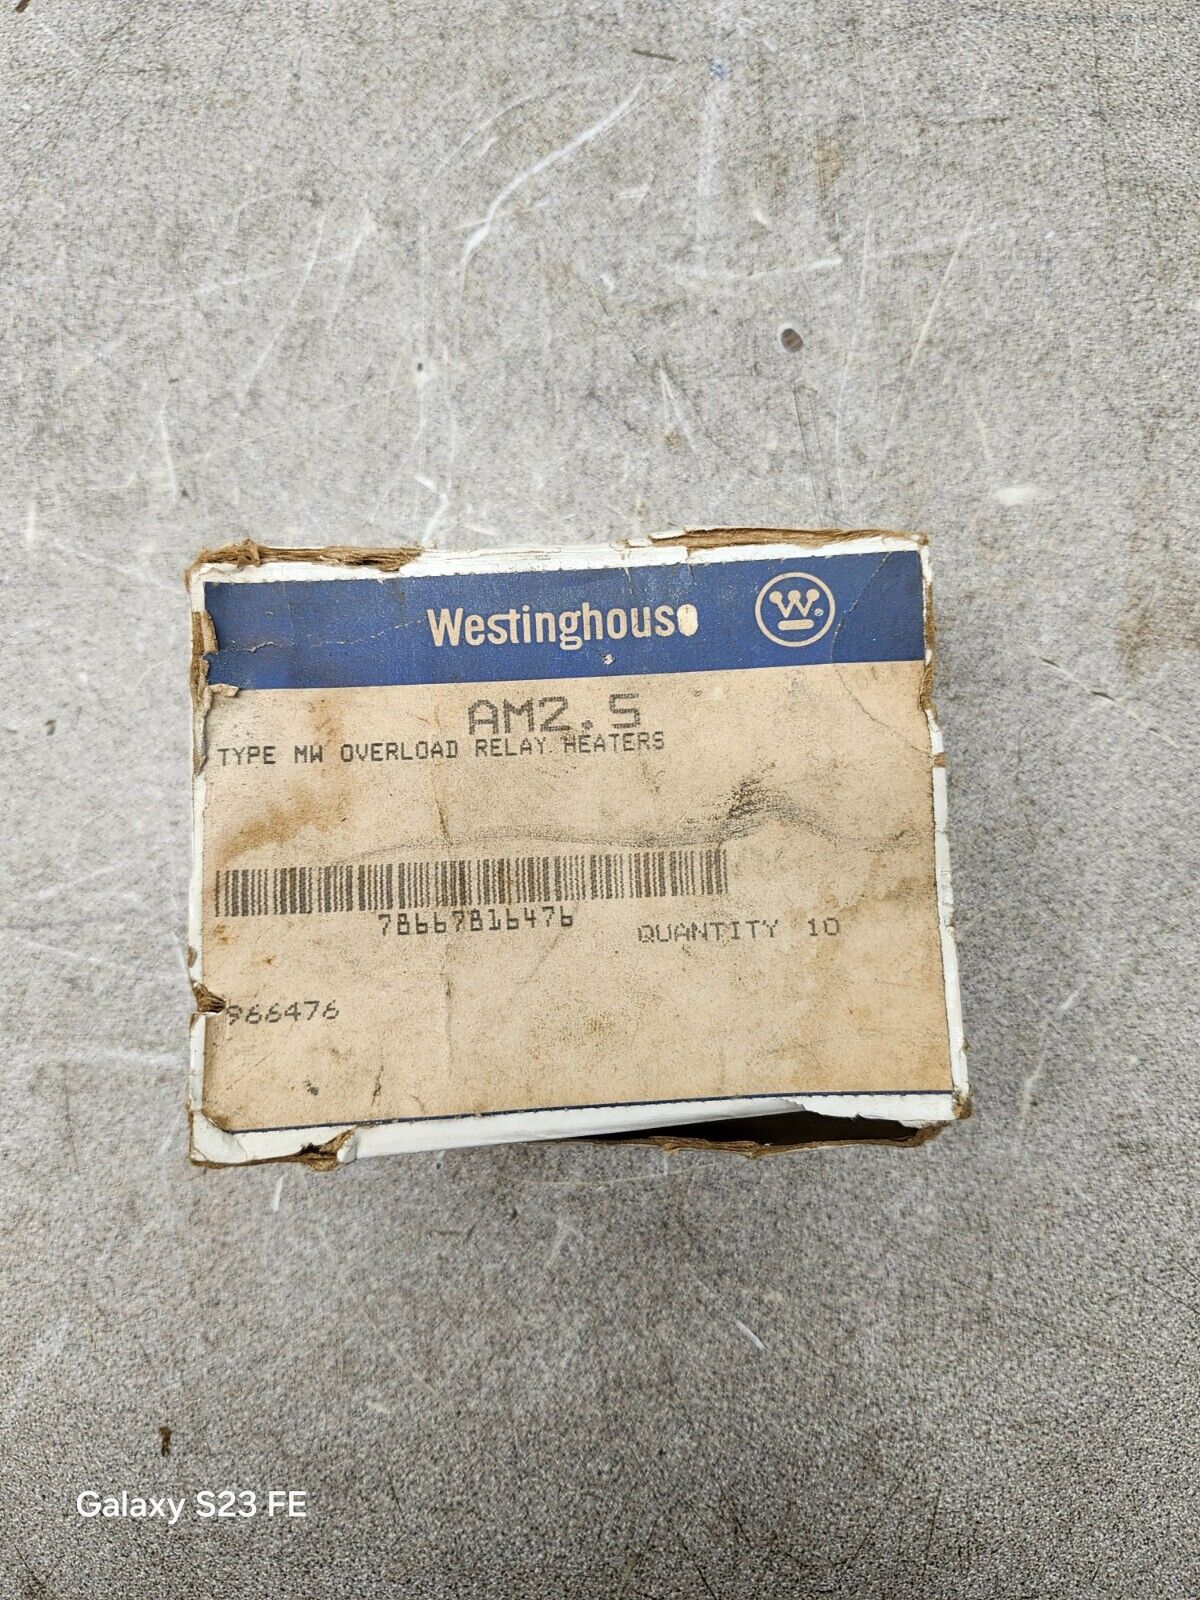 Westinghouse W®
AM2.5
TYPE MW OVERLOAD RELAY HEATERS
78667816476
QUANTITY 10
966476
Galaxy S23 FE